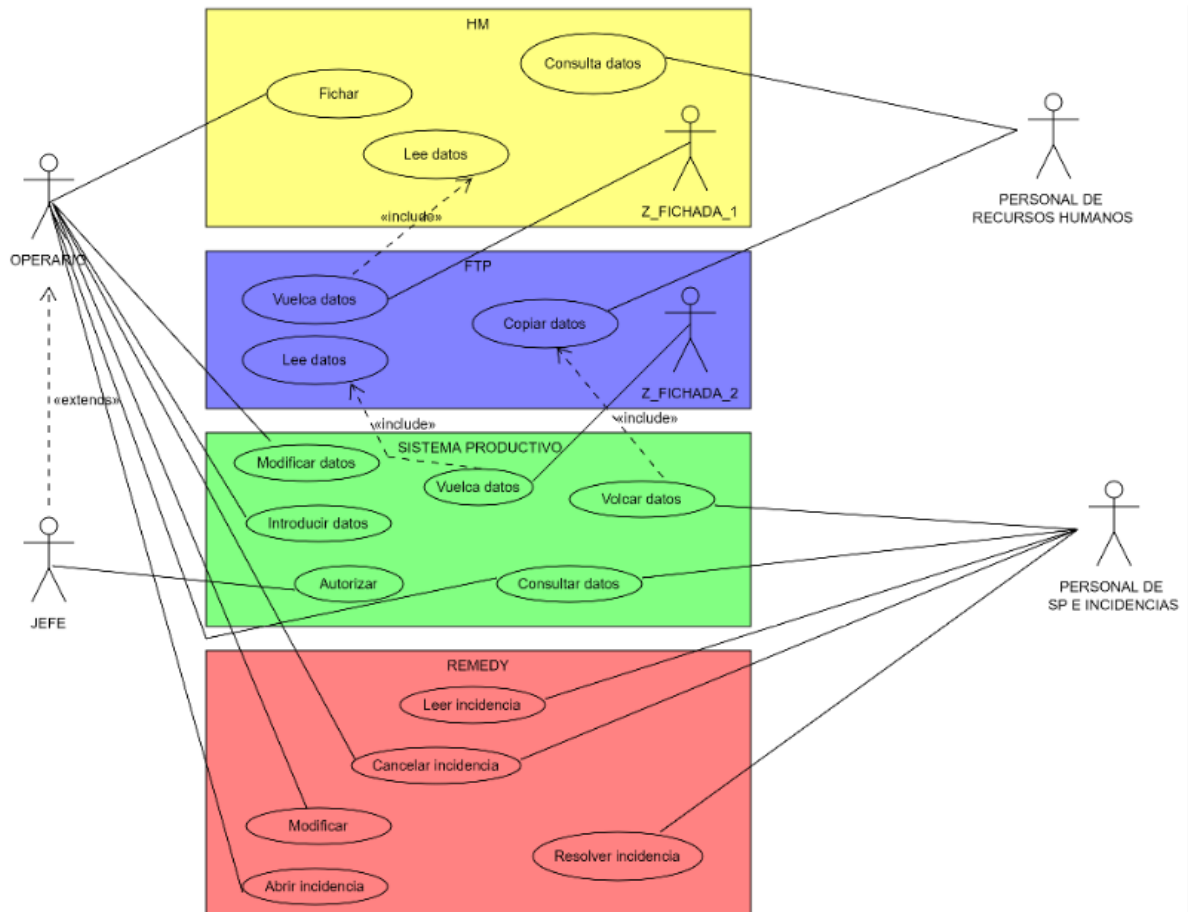 HM
Consulta datos
Fichar
Lee datos
«include»
Z_FICHADA_1
OPERARIO
PERSONAL DE
RECURSOS HUMANOS
FTP
Vuelca datos
Copiar datos
Lee datos
Z_FICHADA_2
«extends»
«include»
«include»
SISTEMA PRODUCTIVO
Modificar datos
Vuelca datos
Volcar datos
Introducir datos
Autorizar
Consultar datos
JEFE
PERSONAL DE
SP E INCIDENCIAS
REMEDY
Leer incidencia
Cancelar incidencia
Modificar
Resolver incidencia
Abrir incidencia